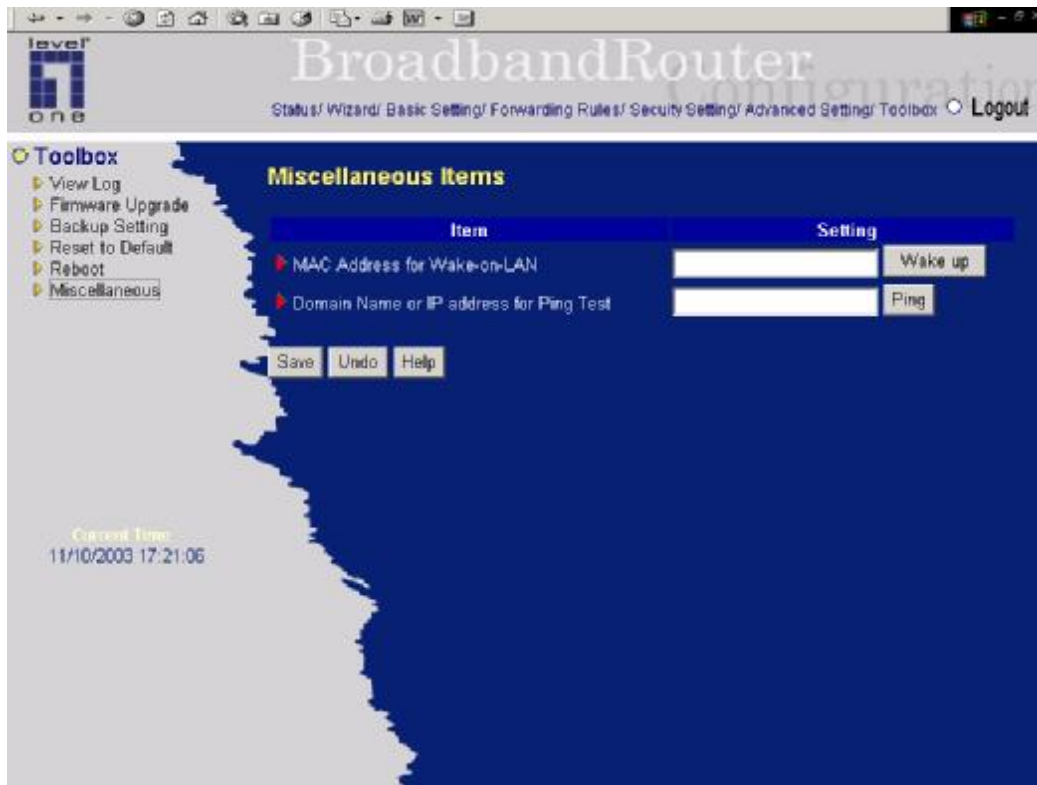 level
one
BroadbandRouter
Configuration
Status/ Wizard/ Basic Setting/ Forwarding Rules/ Secuity Setting/ Advanced Setting/ Toolbox Logout
Toolbox
View Log
Firmware Upgrade
Backup Setting
Reset to Default
Reboot
Miscellaneous
Miscellaneous Items
Item Setting
MAC Address for Wake-on-LAN Wake up
Domain Name or IP address for Ping Test Ping
Save Undo Help
Current Time
11/10/2003 17:21:06